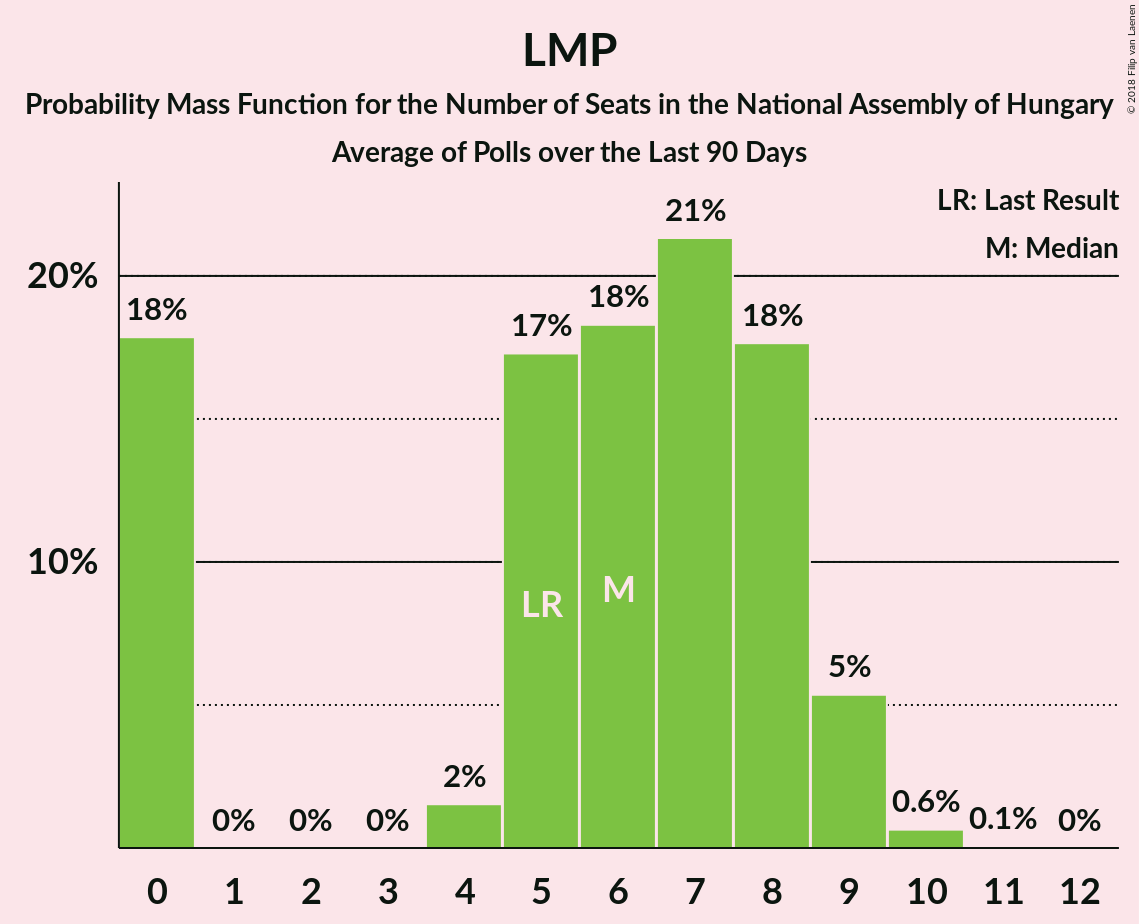 LMP
Probability Mass Function for the Number of Seats in the National Assembly of Hungary
Average of Polls over the Last 90 Days
© 2018 Filip van Laenen
LR: Last Result
M: Median
20%
10%
18%
0%
0%
0%
2%
17%
18%
21%
18%
5%
0.6%
0.1%
0%
LR
M
0 1 2 3 4 5 6 7 8 9 10 11 12